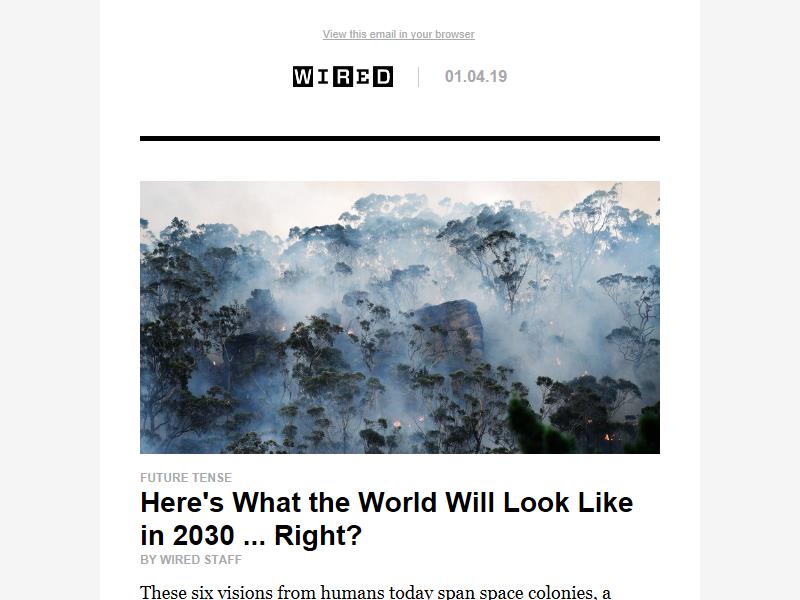 View this email in your browser
WIRED
01.04.19
FUTURE TENSE
Here's What the World Will Look Like
in 2030 ... Right?
BY WIRED STAFF
These six visions from humans today span space colonies, a